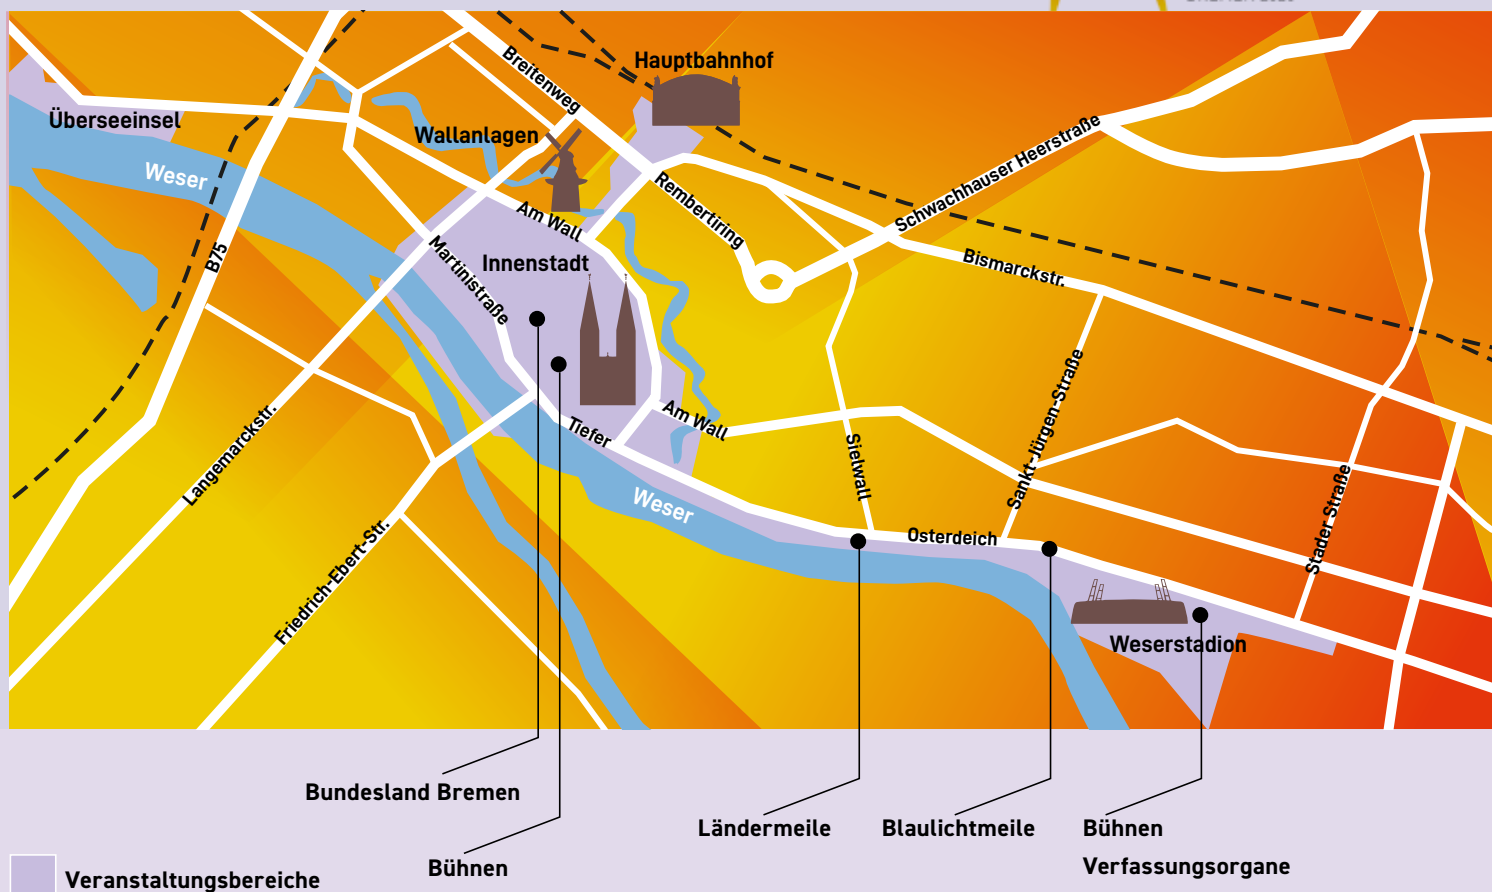 Hauptbahnhof
Breitenweg
Überseeinsel
Wallanlagen
Schwachhauser Heerstraße
Weser
Rembertiring
Am Wall
B75
Martinistraße
Innenstadt
Bismarckstr.
Sankt-Jürgen-Straße
Langemarckstr.
Am Wall
Tiefer
Sielwall
Stader Straße
Weser
Osterdeich
Friedrich-Ebert-Str.
Weserstadion
Bundesland Bremen
Ländermeile
Blaulichtmeile
Bühnen
Verfassungsorgane
Bühnen
Veranstaltungsbereiche